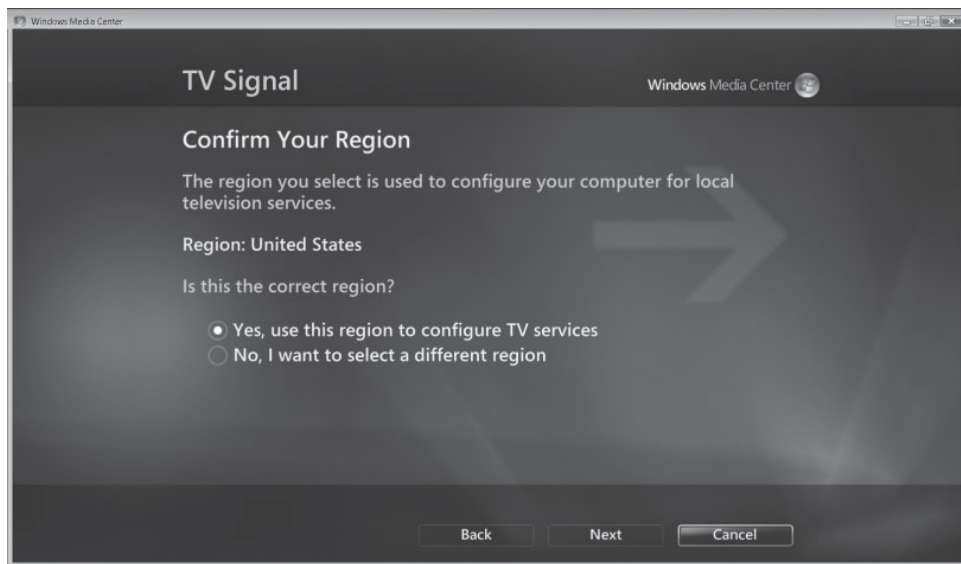 Windows Media Center
TV Signal
Windows Media Center
Confirm Your Region
The region you select is used to configure your computer for local
television services.
Region: United States
Is this the correct region?
Yes, use this region to configure TV services
No, I want to select a different region
Back Next Cancel